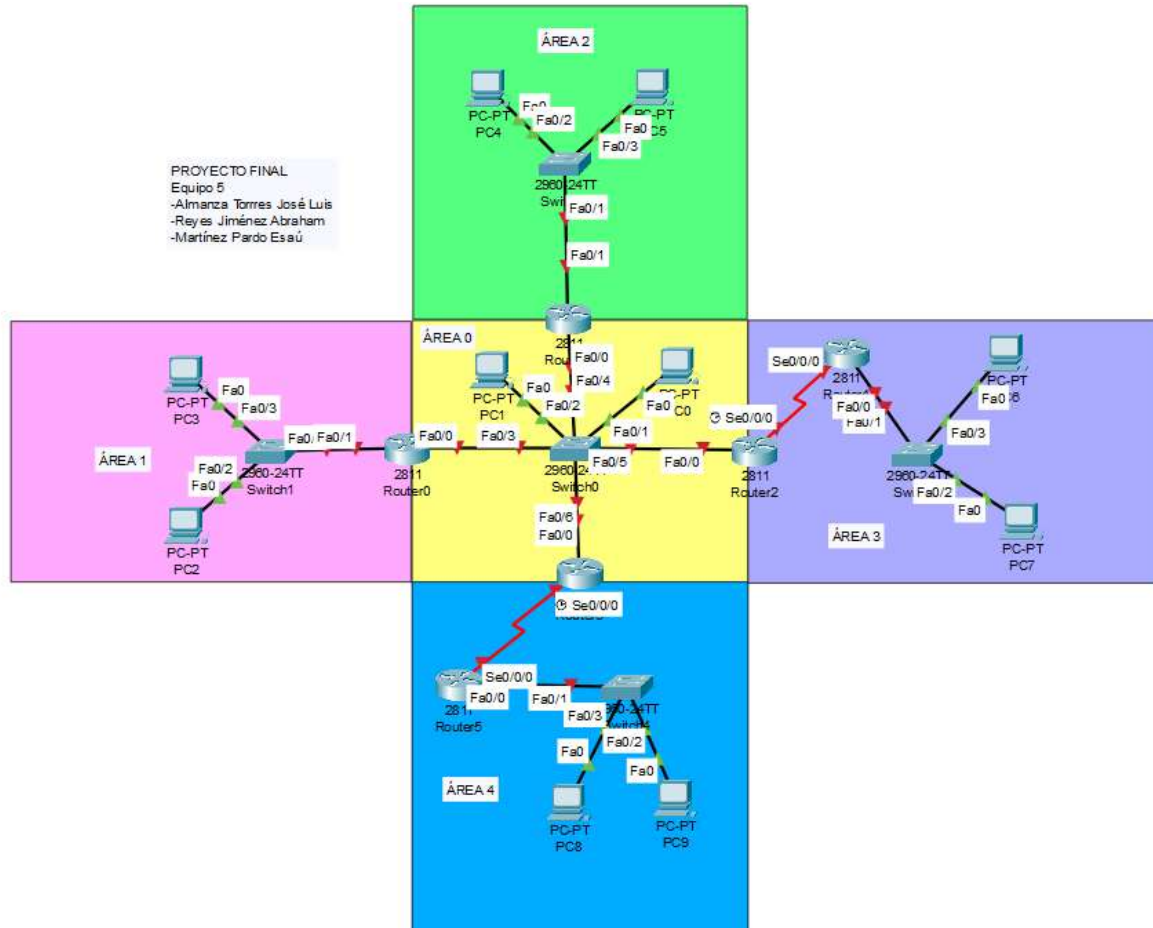 ÁREA 2
PC-PT
PC4
Fa0
Fa0/2
PC-PT
Fa0
Fa0/3
2960-24TT
Fa0/1
Fa0/1
PROYECTO FINAL
Equipo 5
-Almanza Torrres José Luis
-Reyes Jiménez Abraham
-Martínez Pardo Esaú
ÁREA 0
Fa0/0
Fa0/4
PC-PT
PC1
Fa0
Fa0/2
Fa0
Fa0/1
Fa0/3
Fa0/5
Fa0/0
Switch0
Fa0/6
Fa0/0
ÁREA 1
PC-PT
PC3
Fa0
Fa0/3
Fa0/1
Fa0/0
2811
Router0
Fa0/2
Fa0
2960-24TT
Switch1
PC-PT
PC2
Se0/0/0
Se0/0/0
2811
Router2
2811
Fa0/0
Fa0/1
PC-PT
Fa0
Fa0/3
2960-24TT
Fa0/2
Fa0
PC-PT
PC7
ÁREA 3
Se0/0/0
Se0/0/0
Fa0/0
Router5
Fa0/1
Fa0/3
Fa0/2
Fa0
Fa0
PC-PT
PC8
PC-PT
PC9
ÁREA 4